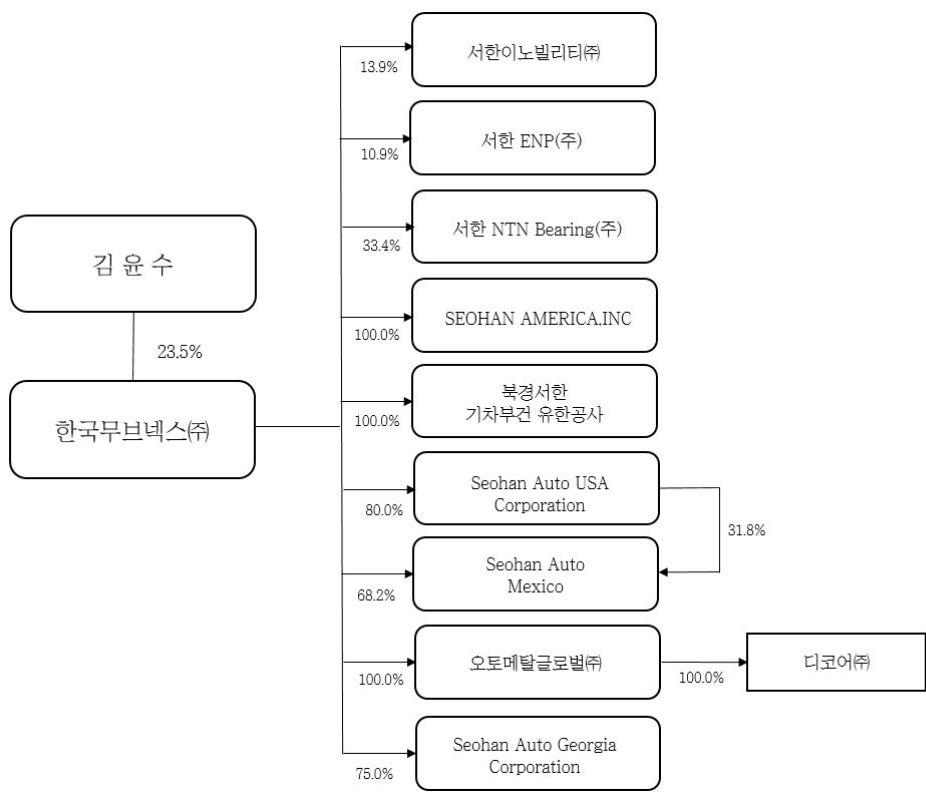 서한이노빌리티㈜
13.9%
서한 ENP(주)
10.9%
서한 NTN Bearing(주)
33.4%
김 윤 수
SEOHAN AMERICA,INC
100.0%
23.5%
북경서한
기차부건 유한공사
100.0%
한국무브넥스㈜
Seohan Auto USA
Corporation
80.0%
31.8%
Seohan Auto
Mexico
68.2%
오토메탈글로벌㈜
100.0%
100.0%
디코어㈜
Seohan Auto Georgia
Corporation
75.0%